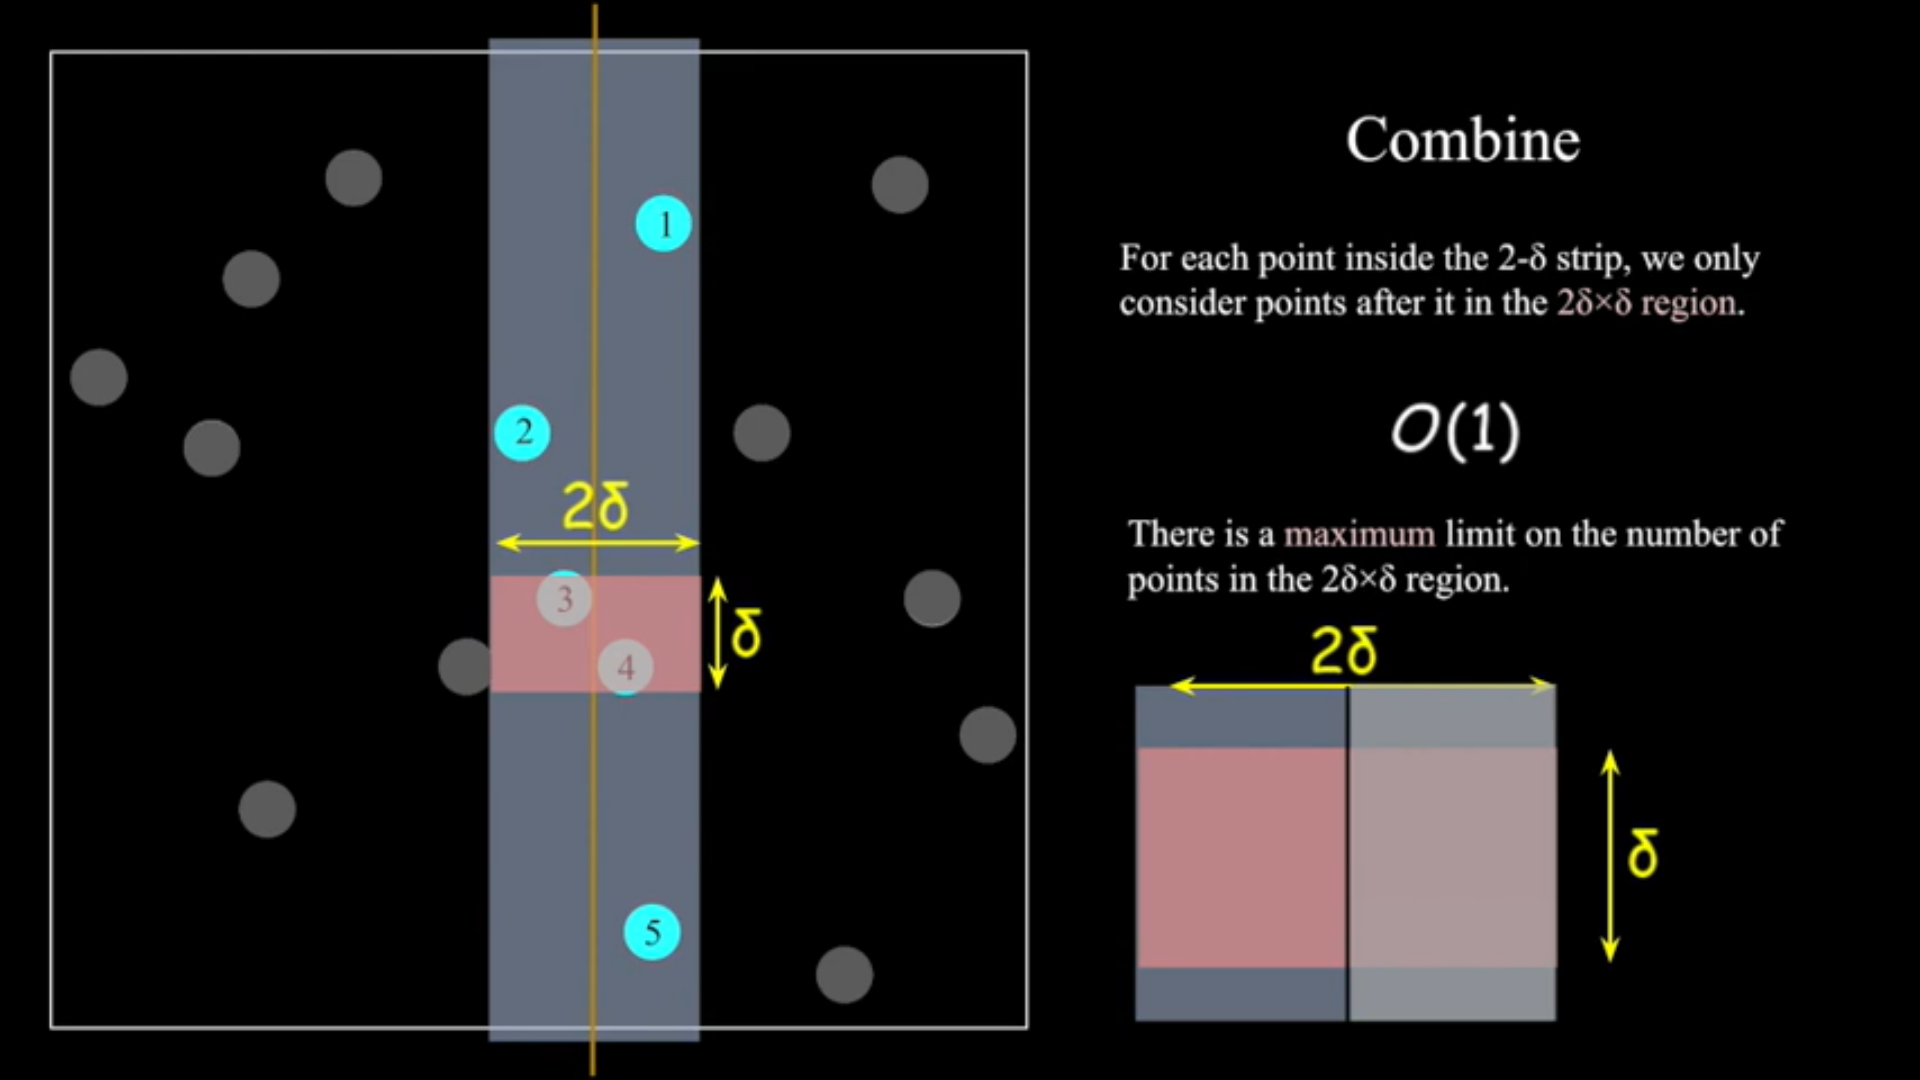 Combine
For each point inside the 2-δ strip, we only
consider points after it in the 2δ×δ region.
O(1)
There is a maximum limit on the number of
points in the 2δ×δ region.
2δ
δ
1
2
2δ
3
δ
4
5